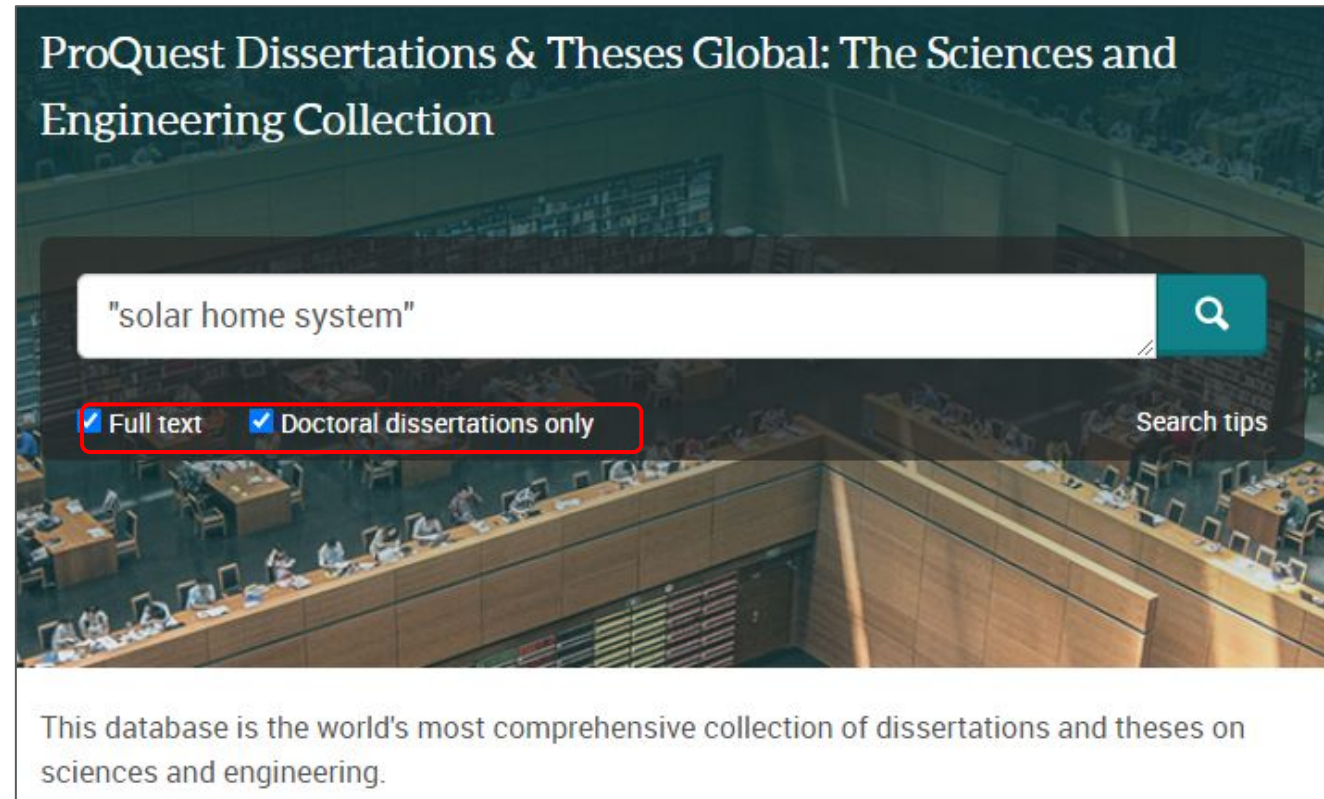 ProQuest Dissertations & Theses Global: The Sciences and
Engineering Collection
"solar home system"
Full text Doctoral dissertations only Search tips
This database is the world's most comprehensive collection of dissertations and theses on
sciences and engineering.